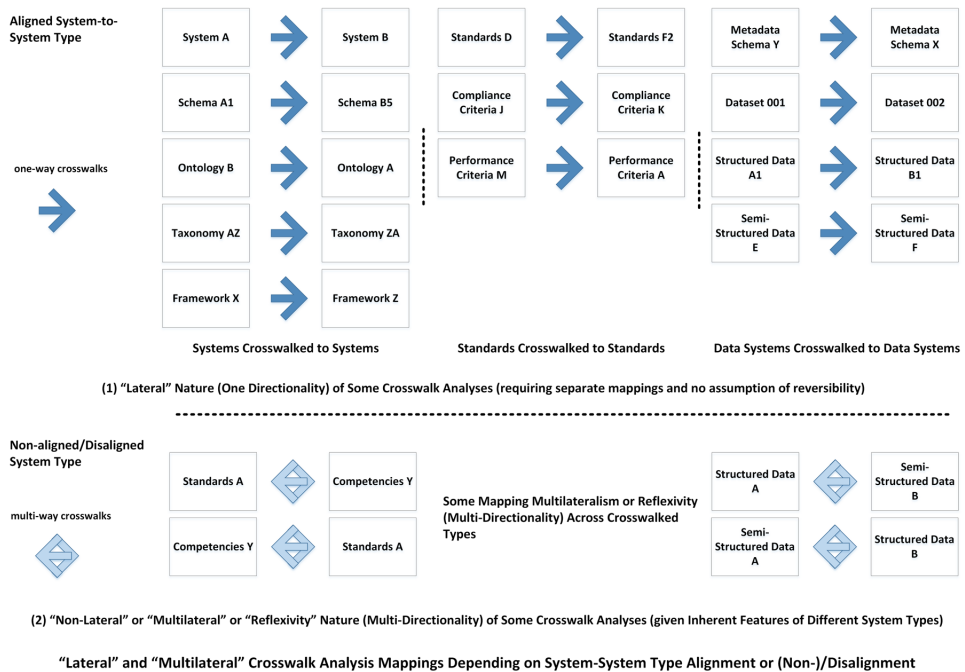 Aligned System-to-
System Type
System A
System B
Standards D
Standards F2
Metadata
Schema Y
Metadata
Schema X
Schema A1
Schema B5
Compliance
Criteria J
Compliance
Criteria K
Dataset 001
Dataset 002
one-way crosswalks
Ontology B
Ontology A
Performance
Criteria M
Performance
Criteria A
Structured Data
A1
Structured Data
B1
Taxonomy AZ
Taxonomy ZA
Semi-
Structured Data
E
Semi-
Structured Data
F
Framework X
Framework Z
Systems Crosswalked to Systems
Standards Crosswalked to Standards
Data Systems Crosswalked to Data Systems
(1) “Lateral” Nature (One Directionality) of Some Crosswalk Analyses (requiring separate mappings and no assumption of reversibility)
Non-aligned/Disaligned
System Type
Standards A
Competencies Y
Structured Data
A
Semi-
Structured Data
B
multi-way crosswalks
Some Mapping Multilateralism or Reflexivity
(Multi-Directionality) Across Crosswalked
Types
Competencies Y
Standards A
Semi-
Structured Data
A
Structured Data
B
(2) “Non-Lateral” or “Multilateral” or “Reflexivity” Nature (Multi-Directionality) of Some Crosswalk Analyses (given Inherent Features of Different System Types)
“Lateral” and “Multilateral” Crosswalk Analysis Mappings Depending on System-System Type Alignment or (Non-)/Disalignment